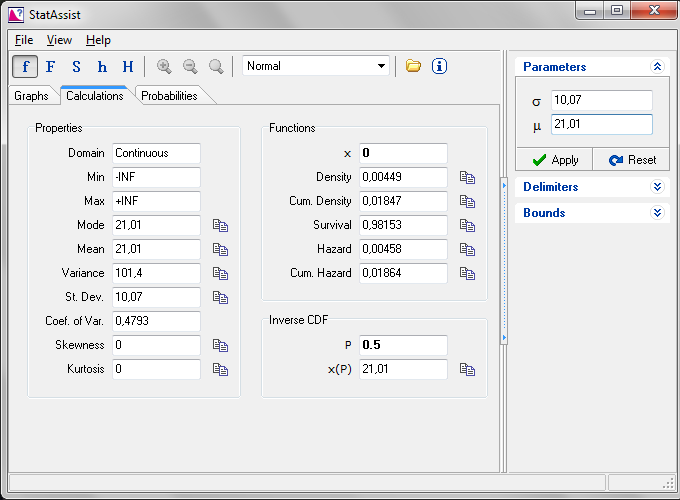 StatAssist
File View Help
f F S h H Normal
Graphs Calculations Probabilities
Properties
Domain Continuous
Min -INF
Max +INF
Mode 21,01
Mean 21,01
Variance 101,4
St. Dev. 10,07
Coef. of Var. 0,4793
Skewness 0
Kurtosis 0
Functions
x 0
Density 0,00449
Cum. Density 0,01847
Survival 0,98153
Hazard 0,00458
Cum. Hazard 0,01864
Inverse CDF
P 0.5
x(P) 21,01
Parameters
σ 10,07
μ 21,01
Apply Reset
Delimiters
Bounds